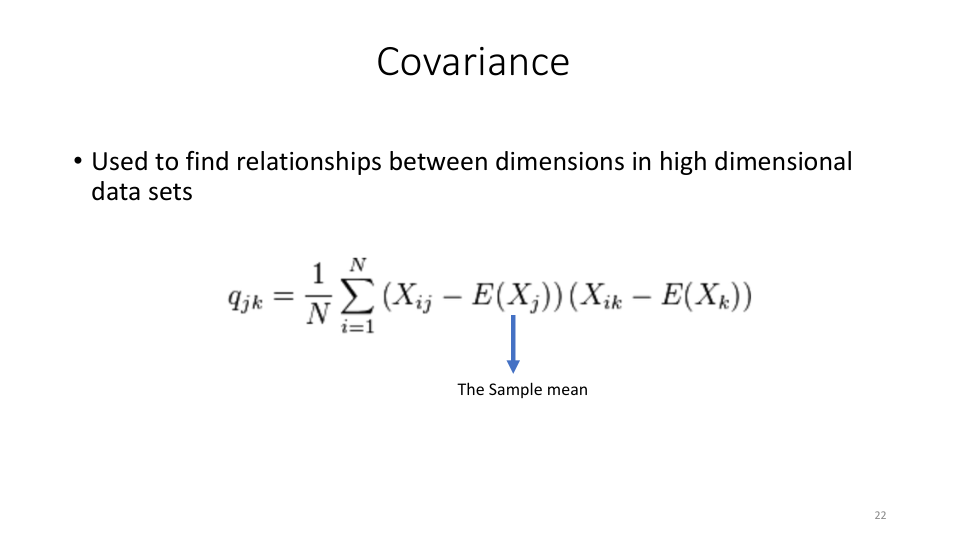 Covariance
• Used to find relationships between dimensions in high dimensional
data sets
q_{jk} = \frac{1}{N} \sum_{i=1}^{N} (X_{ij} - E(X_j)) (X_{ik} - E(X_k))
The Sample mean
22